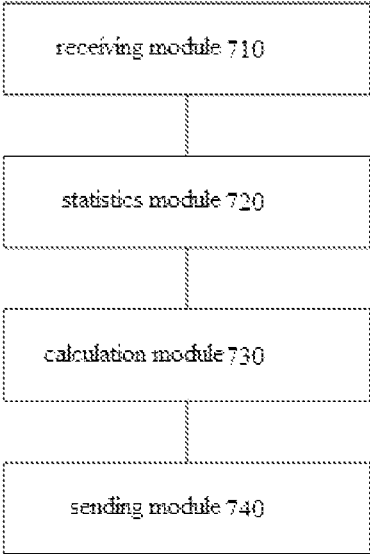 receiving module 710
statistics module 720
calculation module 730
sending module 740